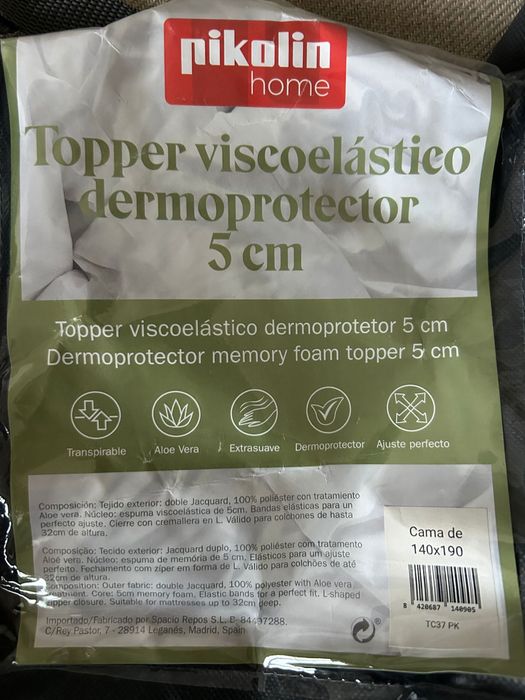 pikolin
home
Topper viscoelástico
dermoprotector
5 cm
Topper viscoelástico dermoprotetor 5 cm
Dermoprotector memory foam topper 5 cm
Transpirable
Aloe Vera
Extrasuave
Dermoprotector
Ajuste perfecto
Composición: Tejido exterior: doble Jacquard, 100% poliéster con tratamiento
Aloe vera. Núcleo: espuma viscoelástica de 5cm. Bandas elásticas para un
perfecto ajuste. Cierre con cremallera en L. Válido para colchones de hasta
32cm de altura.
Composição: Tecido exterior: Jacquard duplo, 100% poliéster com tratamento
Aloé vera. Núcleo: espuma de memória de 5 cm. Elásticos para um ajuste
perfeito. Fechamento com zíper em forma de L. Válido para colchões de até
32cm de altura.
Composition: Outer fabric: double Jacquard, 100% polyester with Aloe vera
treatment. Core: 5cm memory foam. Elastic bands for a perfect fit. L-shaped
zipper closure. Suitable for mattresses up to 32cm deep.
Importado/Fabricado por Spacio Repos S.L. B- 84497288.
C/Rey Pastor, 7 - 28914 Leganés, Madrid, Spain
Cama de
140x190
8 420687 140905
TC37 PK